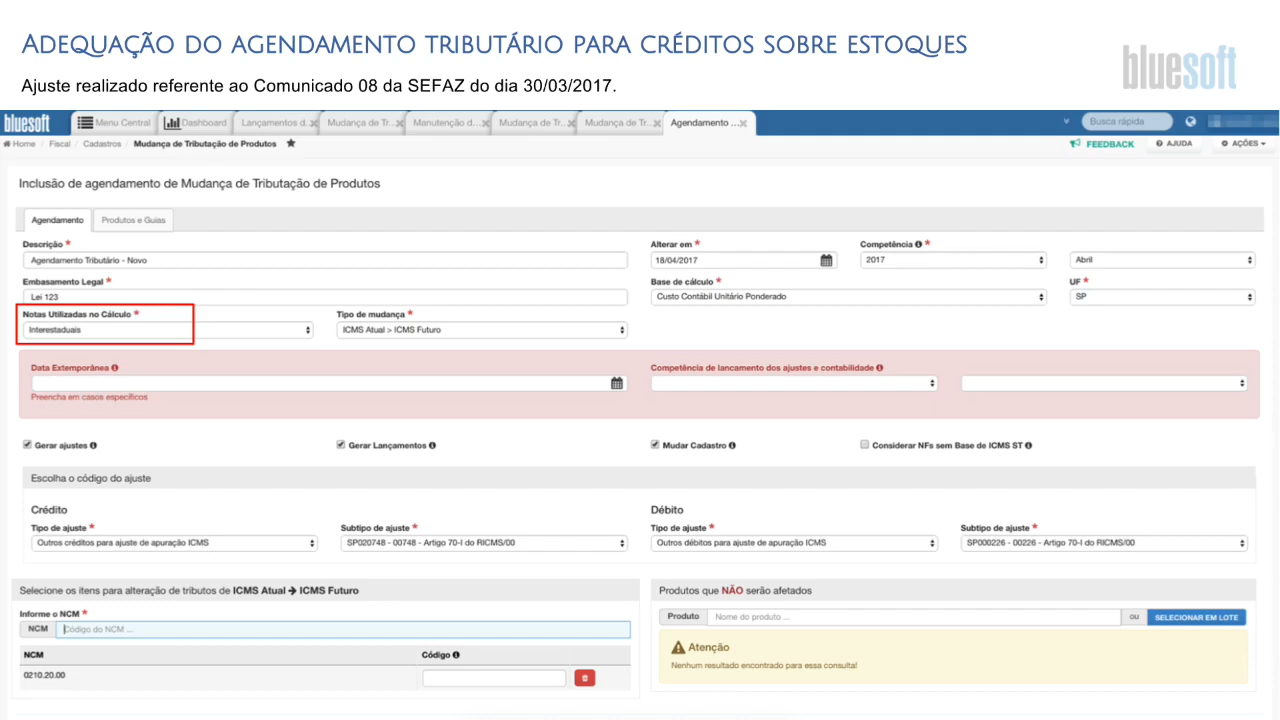 Adequação do agendamento tributário para créditos sobre estoques
bluesoft
Ajuste realizado referente ao Comunicado 08 da SEFAZ do dia 30/03/2017.
bluesoft Menu Central Dashboard Lançamentos d... Mudança de Tr... Manutenção d... Mudança de Tr... Mudança de Tr... Agendamento ... Busca rápida
Home / Fiscal / Cadastros / Mudança de Tributação de Produtos FEEDBACK AJUDA AÇÕES
Inclusão de agendamento de Mudança de Tributação de Produtos
Agendamento Produtos e Guias
Descrição * Alterar em * Competência *
Agendamento Tributário - Novo 18/04/2017 2017 Abril
Embasamento Legal * Base de cálculo * UF *
Lei 123 Custo Contábil Unitário Ponderado SP
Notas Utilizadas no Cálculo * Tipo de mudança *
Interestaduais ICMS Atual > ICMS Futuro
Data Extemporânea Competência de lancamento dos ajustes e contabilidade
Preencha em casos específicos
Gerar ajustes Gerar Lançamentos Mudar Cadastro Considerar NFs sem Base de ICMS ST
Escolha o código do ajuste
Crédito Débito
Tipo de ajuste * Subtipo de ajuste * Tipo de ajuste * Subtipo de ajuste *
Outros créditos para ajuste de apuração ICMS SP020748 - 00748 - Artigo 70-I do RICMS/00 Outros débitos para ajuste de apuração ICMS SP000226 - 00226 - Artigo 70-I do RICMS/00
Selecione os itens para alteração de tributos de ICMS Atual → ICMS Futuro Produtos que NÃO serão afetados
Informe o NCM *
NCM Código do NCM ... Produto Nome do produto ... ou SELECIONAR EM LOTE
NCM Código Atenção
Nenhum resultado encontrado para essa consulta!
0210.20.00